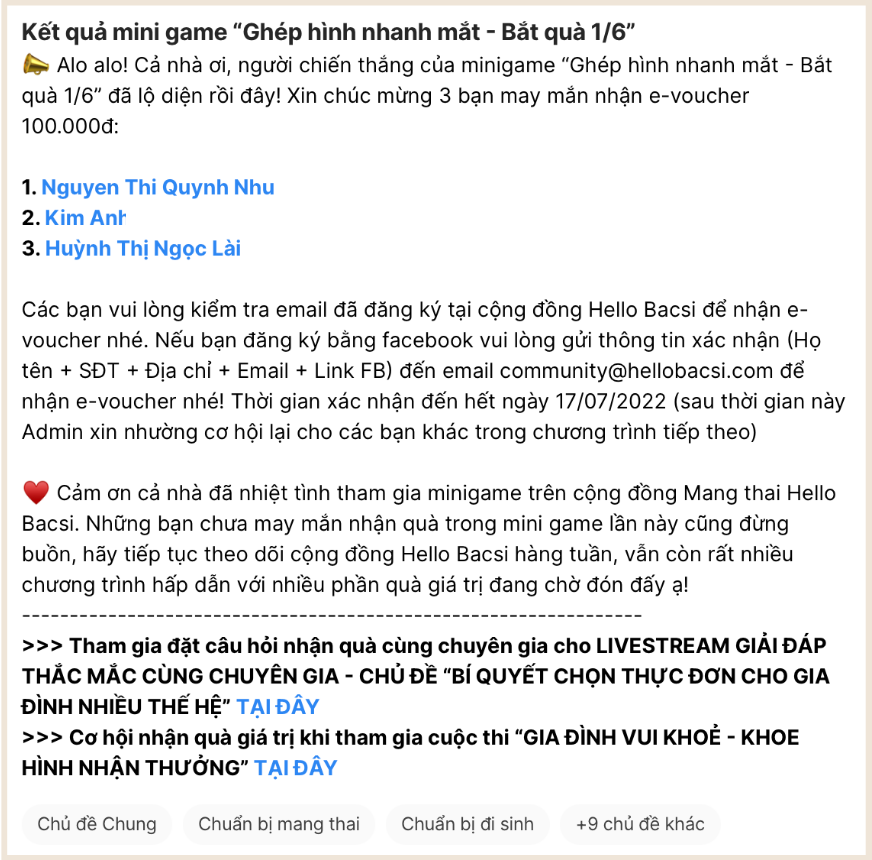 Kết quả mini game “Ghép hình nhanh mắt - Bắt quà 1/6”
📣 Alo alo! Cả nhà ơi, người chiến thắng của minigame “Ghép hình nhanh mắt - Bắt
quà 1/6” đã lộ diện rồi đây! Xin chúc mừng 3 bạn may mắn nhận e-voucher
100.000đ:
1. Nguyen Thi Quynh Nhu
2. Kim Anh
3. Huỳnh Thị Ngọc Lài
Các bạn vui lòng kiểm tra email đã đăng ký tại cộng đồng Hello Bacsi để nhận e-
voucher nhé. Nếu bạn đăng ký bằng facebook vui lòng gửi thông tin xác nhận (Họ
tên + SĐT + Địa chỉ + Email + Link FB) đến email community@hellobacsi.com để
nhận e-voucher nhé! Thời gian xác nhận đến hết ngày 17/07/2022 (sau thời gian này
Admin xin nhường cơ hội lại cho các bạn khác trong chương trình tiếp theo)
♥️ Cảm ơn cả nhà đã nhiệt tình tham gia minigame trên cộng đồng Mang thai Hello
Bacsi. Những bạn chưa may mắn nhận quà trong mini game lần này cũng đừng
buồn, hãy tiếp tục theo dõi cộng đồng Hello Bacsi hàng tuần, vẫn còn rất nhiều
chương trình hấp dẫn với nhiều phần quà giá trị đang chờ đón đấy ạ!
-----------------------------------------------------------------
>>> Tham gia đặt câu hỏi nhận quà cùng chuyên gia cho LIVESTREAM GIẢI ĐÁP
THẮC MẮC CÙNG CHUYÊN GIA - CHỦ ĐỀ “BÍ QUYẾT CHỌN THỰC ĐƠN CHO GIA
ĐÌNH NHIỀU THẾ HỆ” TẠI ĐÂY
>>> Cơ hội nhận quà giá trị khi tham gia cuộc thi “GIA ĐÌNH VUI KHOẺ - KHOE
HÌNH NHẬN THƯỞNG” TẠI ĐÂY
Chủ đề Chung
Chuẩn bị mang thai
Chuẩn bị đi sinh
+9 chủ đề khác